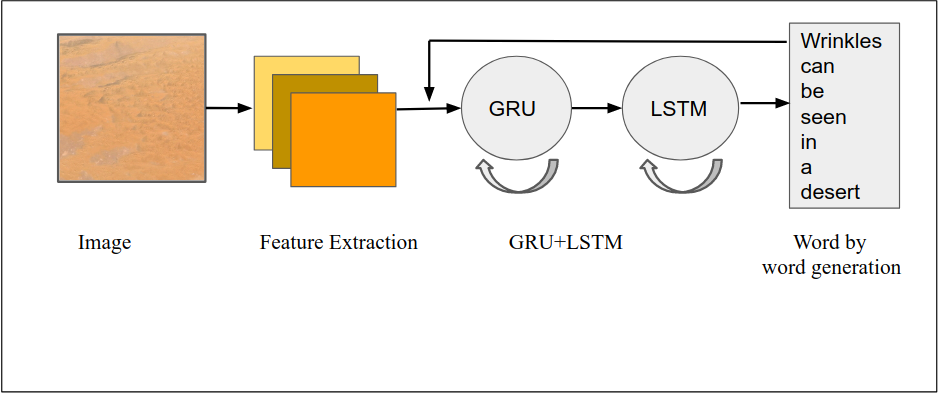 Wrinkles
can
be
seen
in
a
desert
GRU
LSTM
Image
Feature Extraction
GRU+LSTM
Word by
word generation